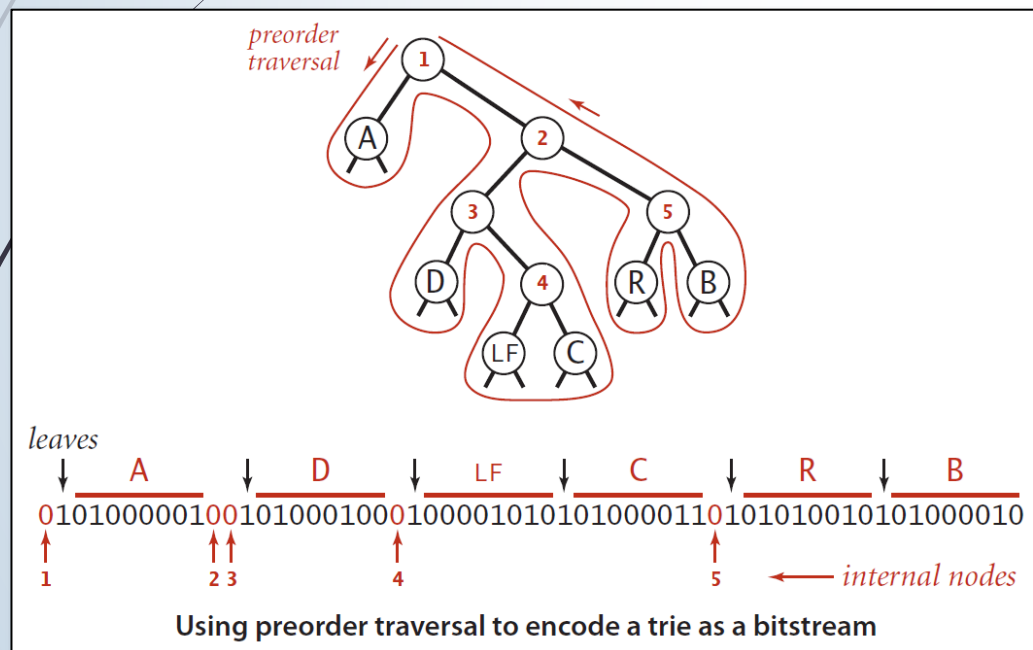 preorder
traversal
1
A
2
3
5
D
4
R
B
LF
C
leaves
A D LF C R B
01010000010010100010001000010101010000110101010010101000010
1 2 3 4 5 internal nodes
Using preorder traversal to encode a trie as a bitstream